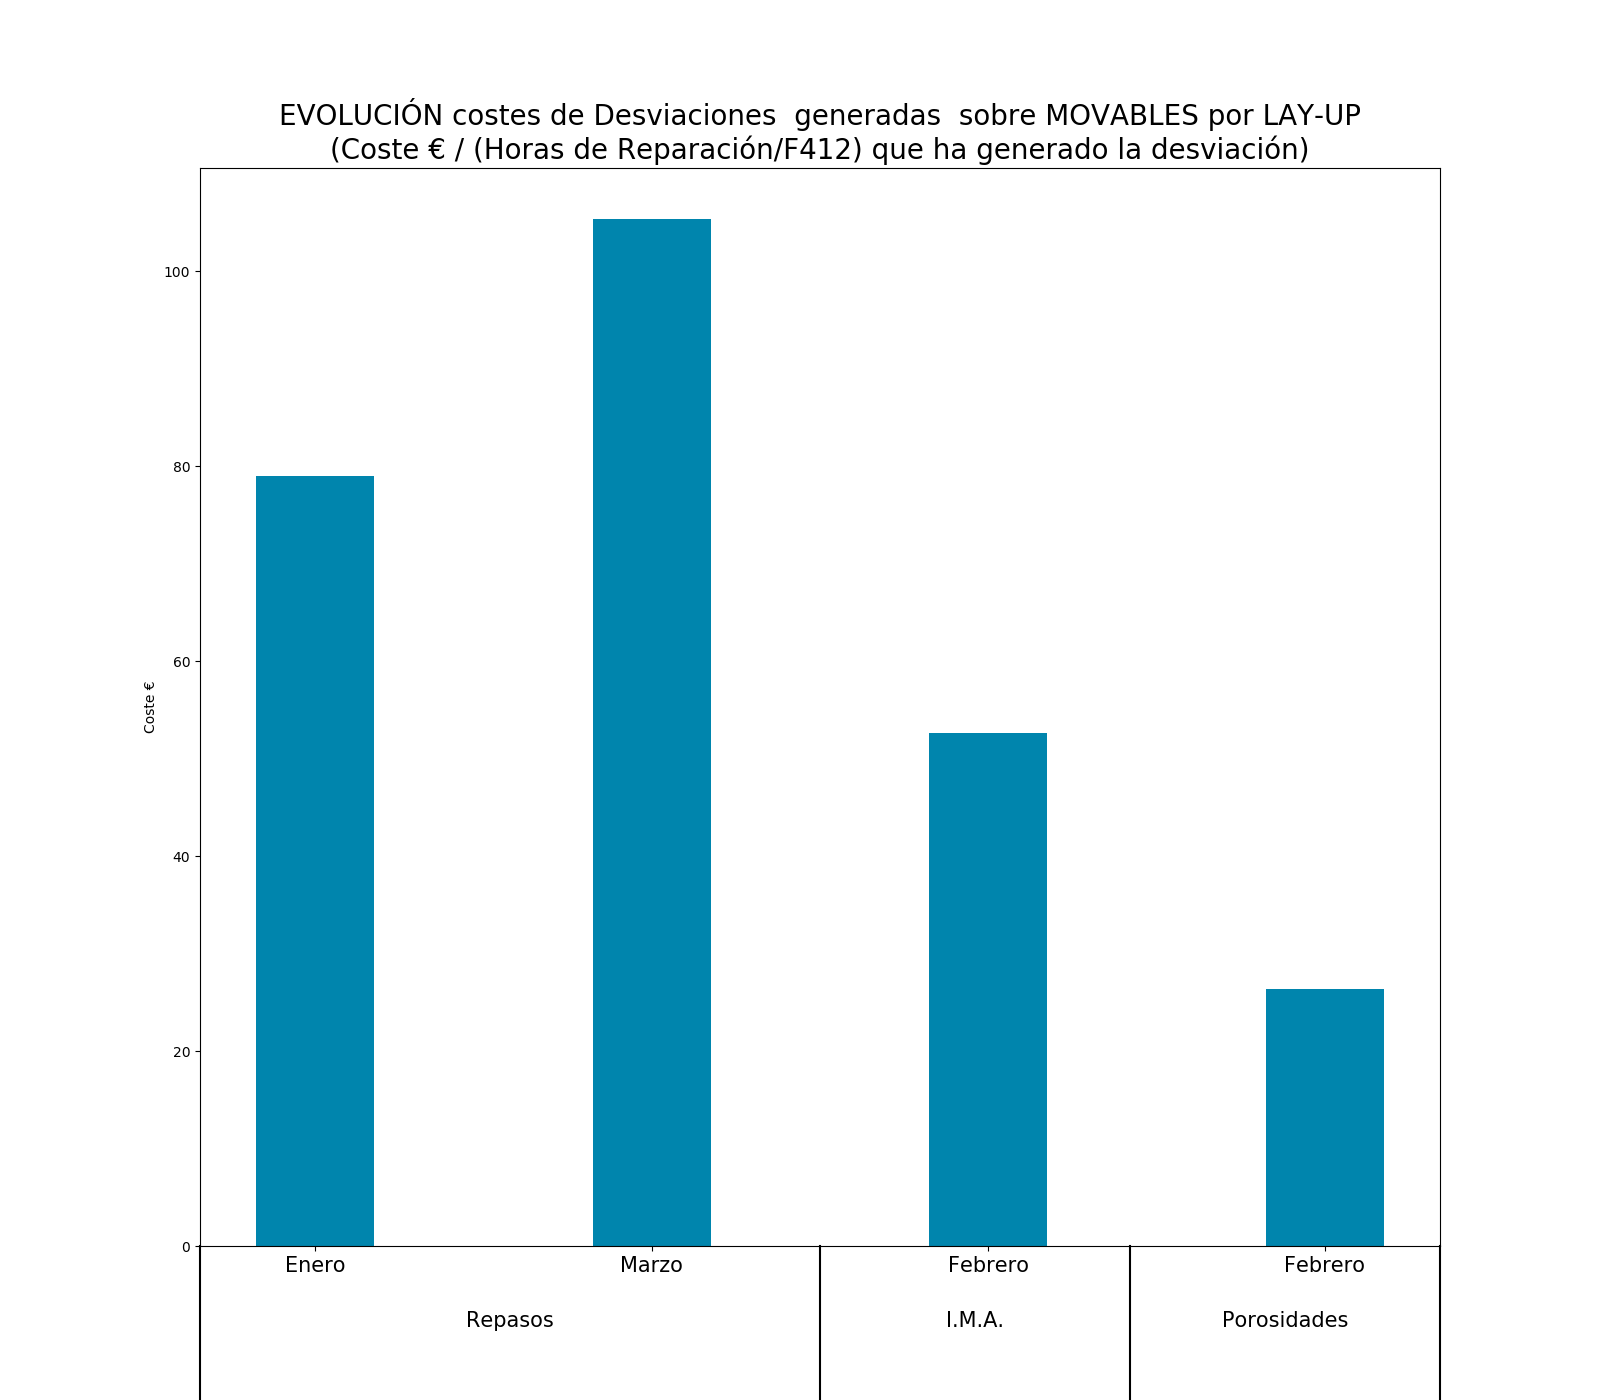 EVOLUCIÓN costes de Desviaciones  generadas  sobre MOVABLES por LAY-UP
(Coste € / (Horas de Reparación/F412) que ha generado la desviación)
100
80
60
40
20
0
Coste €
Enero
Marzo
Febrero
Febrero
Repasos
I.M.A.
Porosidades